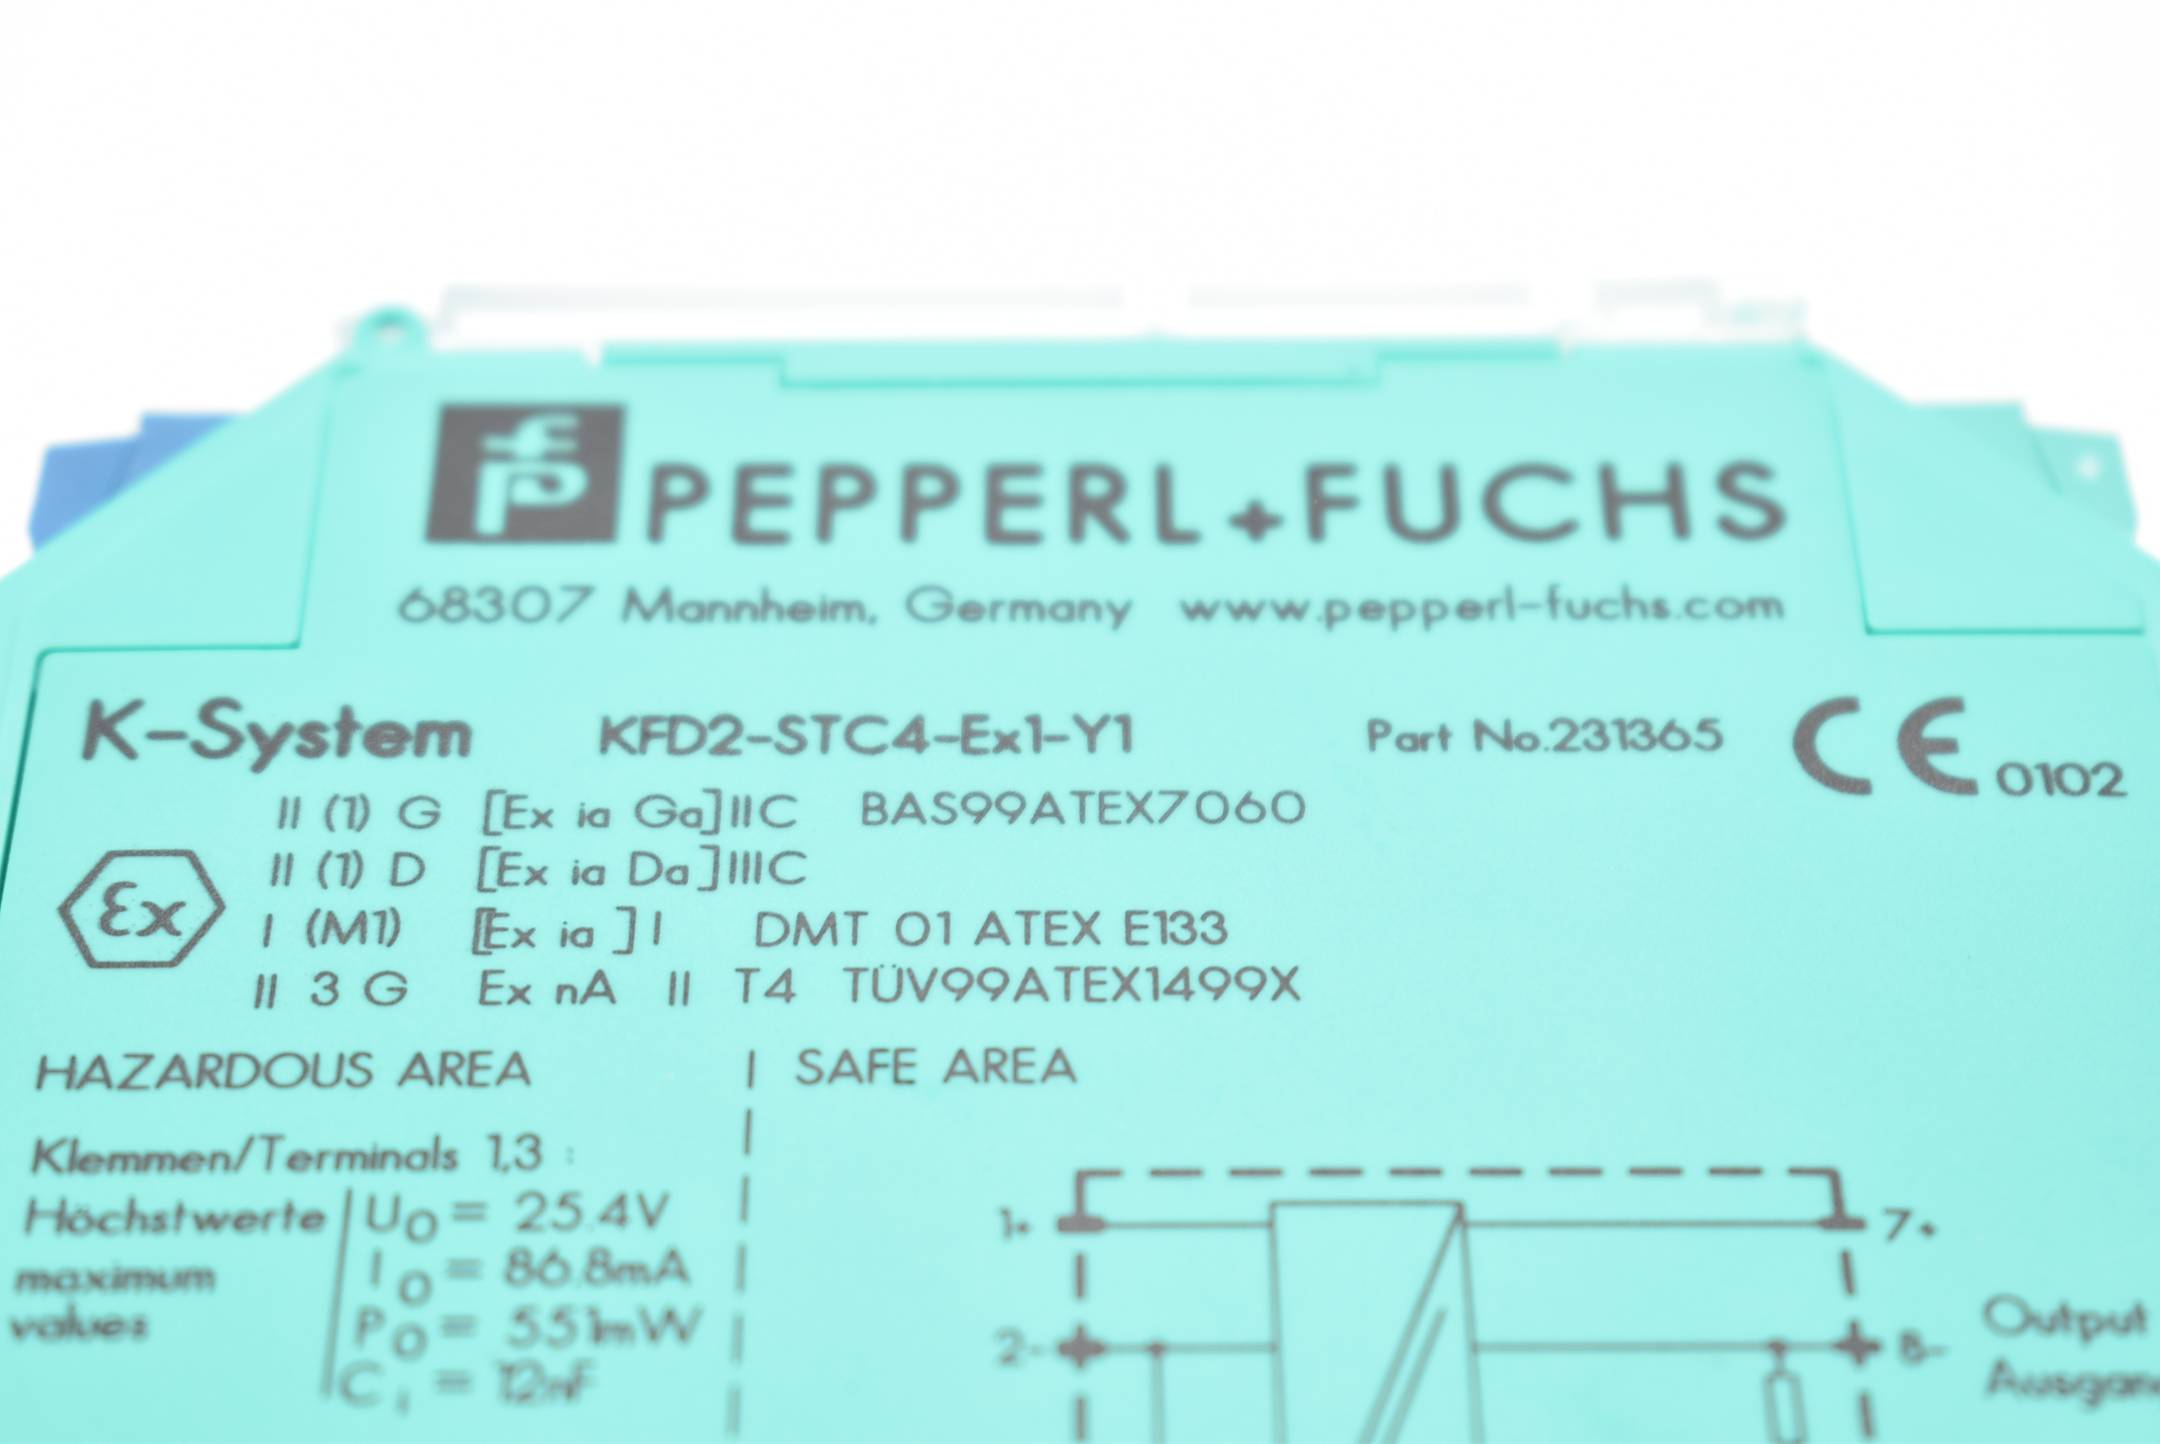 PEPPERL+FUCHS
68307 Mannheim, Germany www.pepperl-fuchs.com
K-System KFD2-STC4-Ex1-Y1 Part No.231365 CE 0102
II (1) G [Ex ia Ga]IIC BAS99ATEX7060
II (1) D [Ex ia Da]IIIC
Ex
I (M1) [Ex ia ] I DMT 01 ATEX E133
II 3 G Ex nA II T4 TÜV99ATEX1499X
HAZARDOUS AREA | SAFE AREA
Klemmen/Terminals 1,3 :
Höchstwerte
maximum
values
Uo = 25.4V
Io = 86.8mA
Po = 551mW
Ci = 12nF
1+
7+
2-
8-
Output